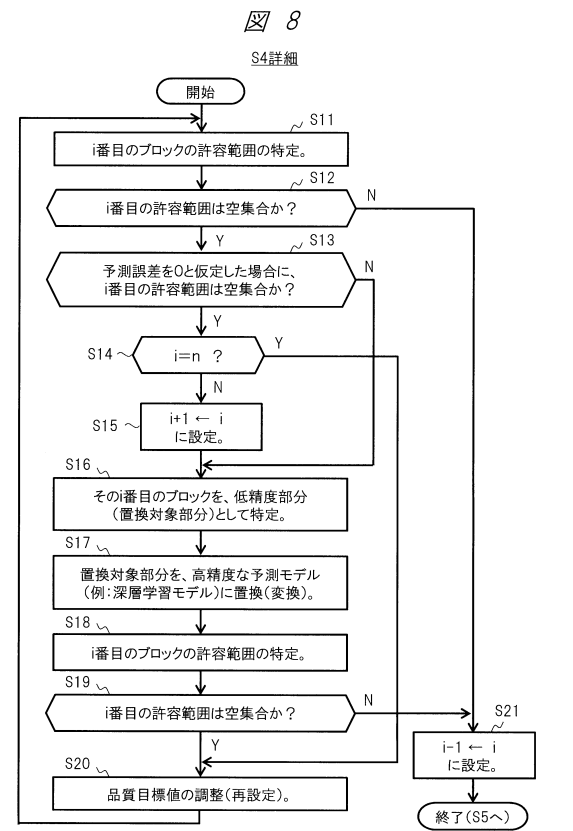 図 8
S4詳細
開始
S11
i番目のブロックの許容範囲の特定。
S12
i番目の許容範囲は空集合か？
N
Y
S13
予測誤差を0と仮定した場合に、
i番目の許容範囲は空集合か？
N
Y
S14
i＝n ？
Y
N
S15
i+1 ← i
に設定。
S16
そのi番目のブロックを、低精度部分
（置換対象部分）として特定。
S17
置換対象部分を、高精度な予測モデル
（例：深層学習モデル）に置換（変換）。
S18
i番目のブロックの許容範囲の特定。
S19
i番目の許容範囲は空集合か？
N
Y
S20
品質目標値の調整（再設定）。
S21
i−1 ← i
に設定。
終了（S5へ）